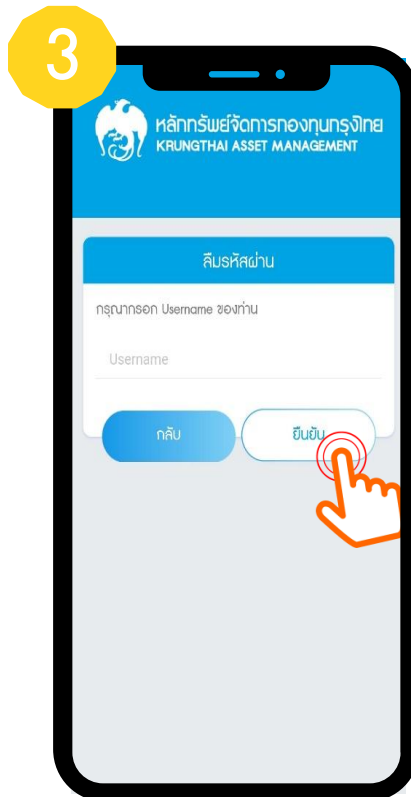 3
หลักทรัพย์จัดการกองทุนกรุงไทย
KRUNGTHAI ASSET MANAGEMENT
ลืมรหัสผ่าน
กรุณากรอก Username ของท่าน
Username
กลับ
ยืนยัน